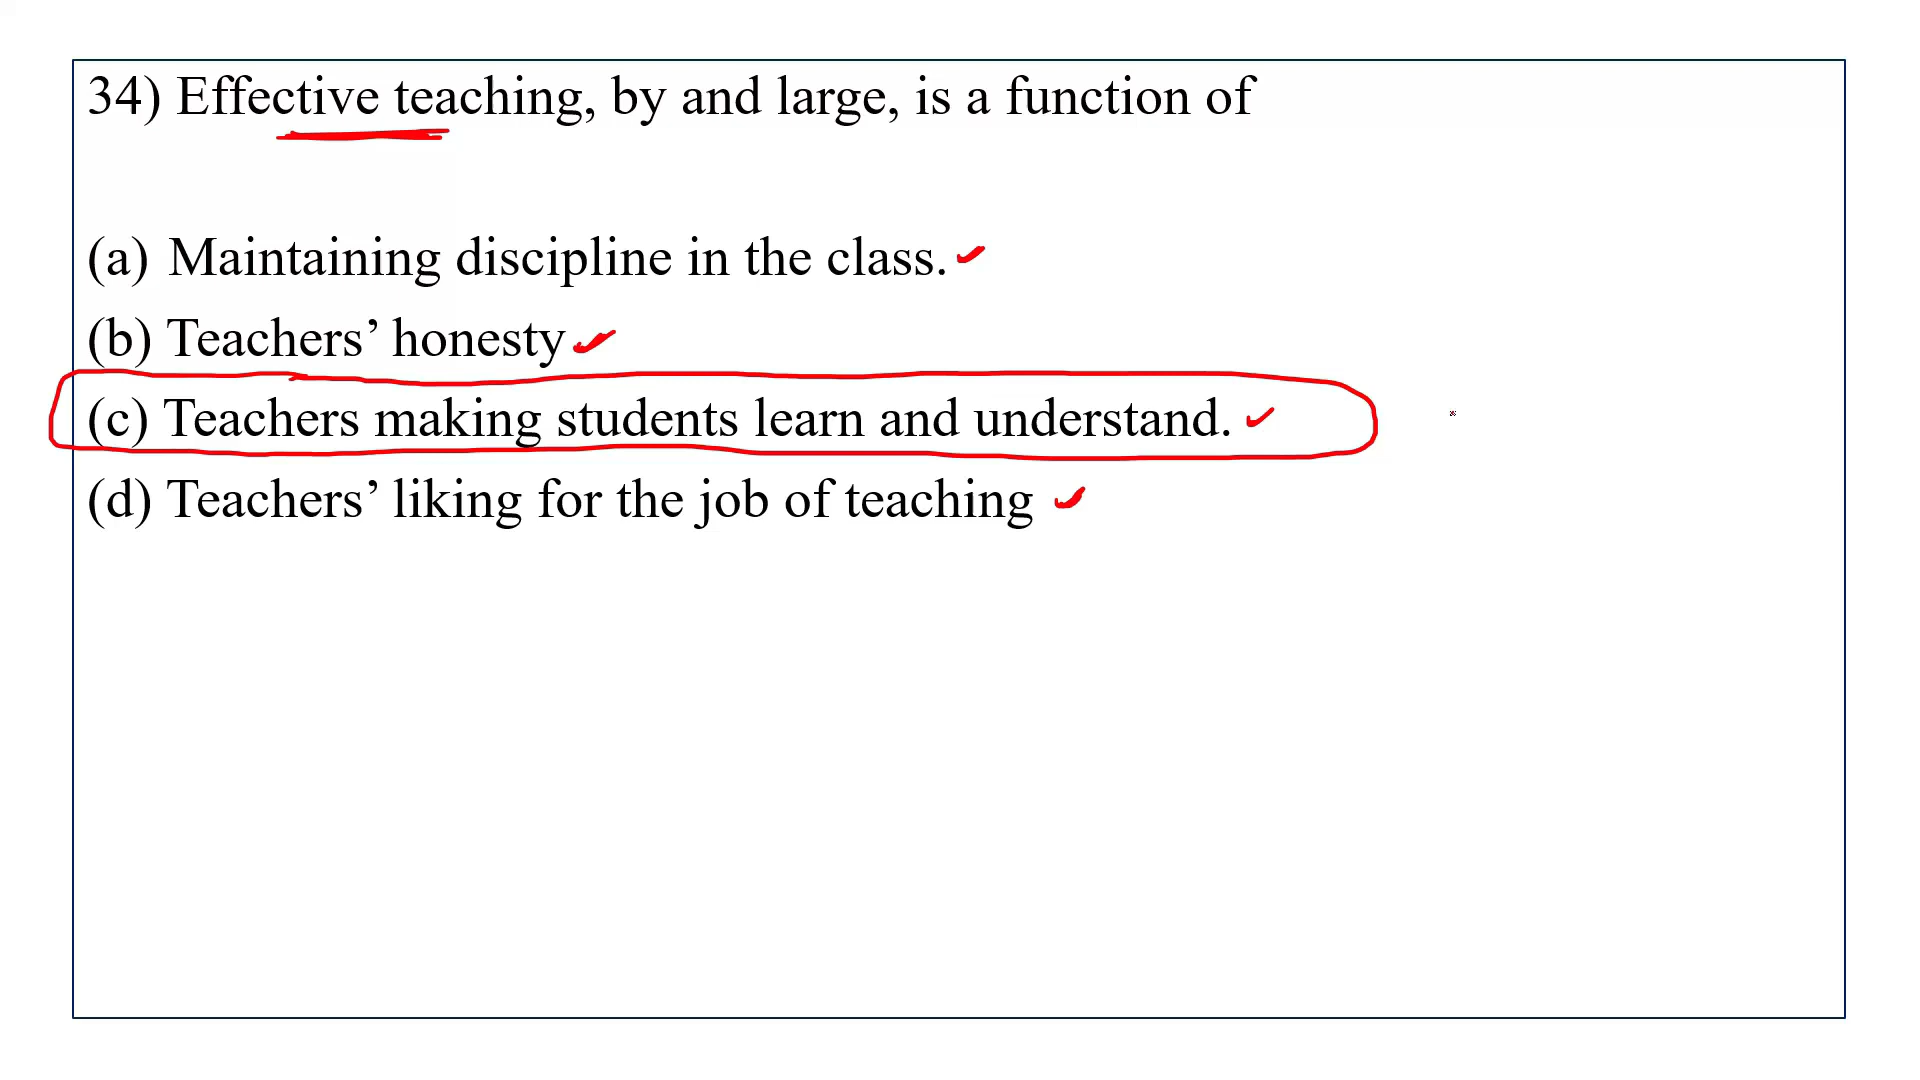 34) Effective teaching, by and large, is a function of
(a) Maintaining discipline in the class.
(b) Teachers’ honesty
(c) Teachers making students learn and understand.
(d) Teachers’ liking for the job of teaching